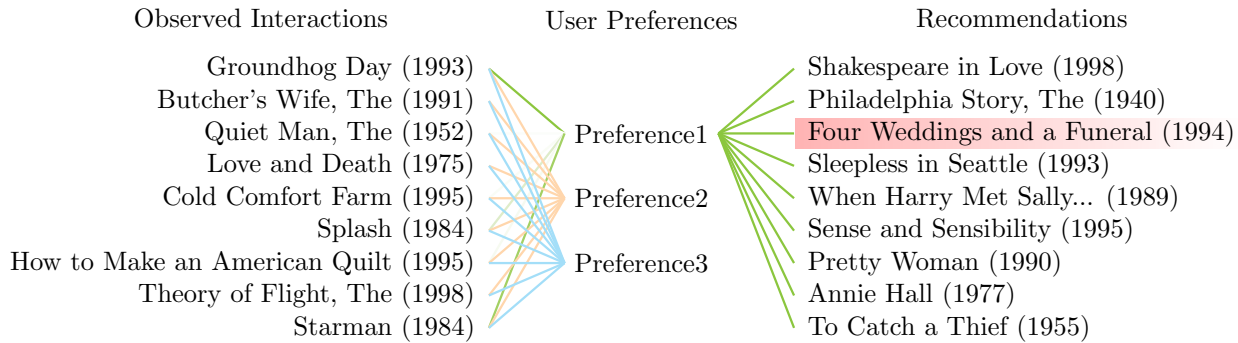 Observed Interactions
User Preferences
Recommendations
Groundhog Day (1993)
Butcher's Wife, The (1991)
Quiet Man, The (1952)
Love and Death (1975)
Cold Comfort Farm (1995)
Splash (1984)
How to Make an American Quilt (1995)
Theory of Flight, The (1998)
Starman (1984)
Preference1
Preference2
Preference3
Shakespeare in Love (1998)
Philadelphia Story, The (1940)
Four Weddings and a Funeral (1994)
Sleepless in Seattle (1993)
When Harry Met Sally... (1989)
Sense and Sensibility (1995)
Pretty Woman (1990)
Annie Hall (1977)
To Catch a Thief (1955)